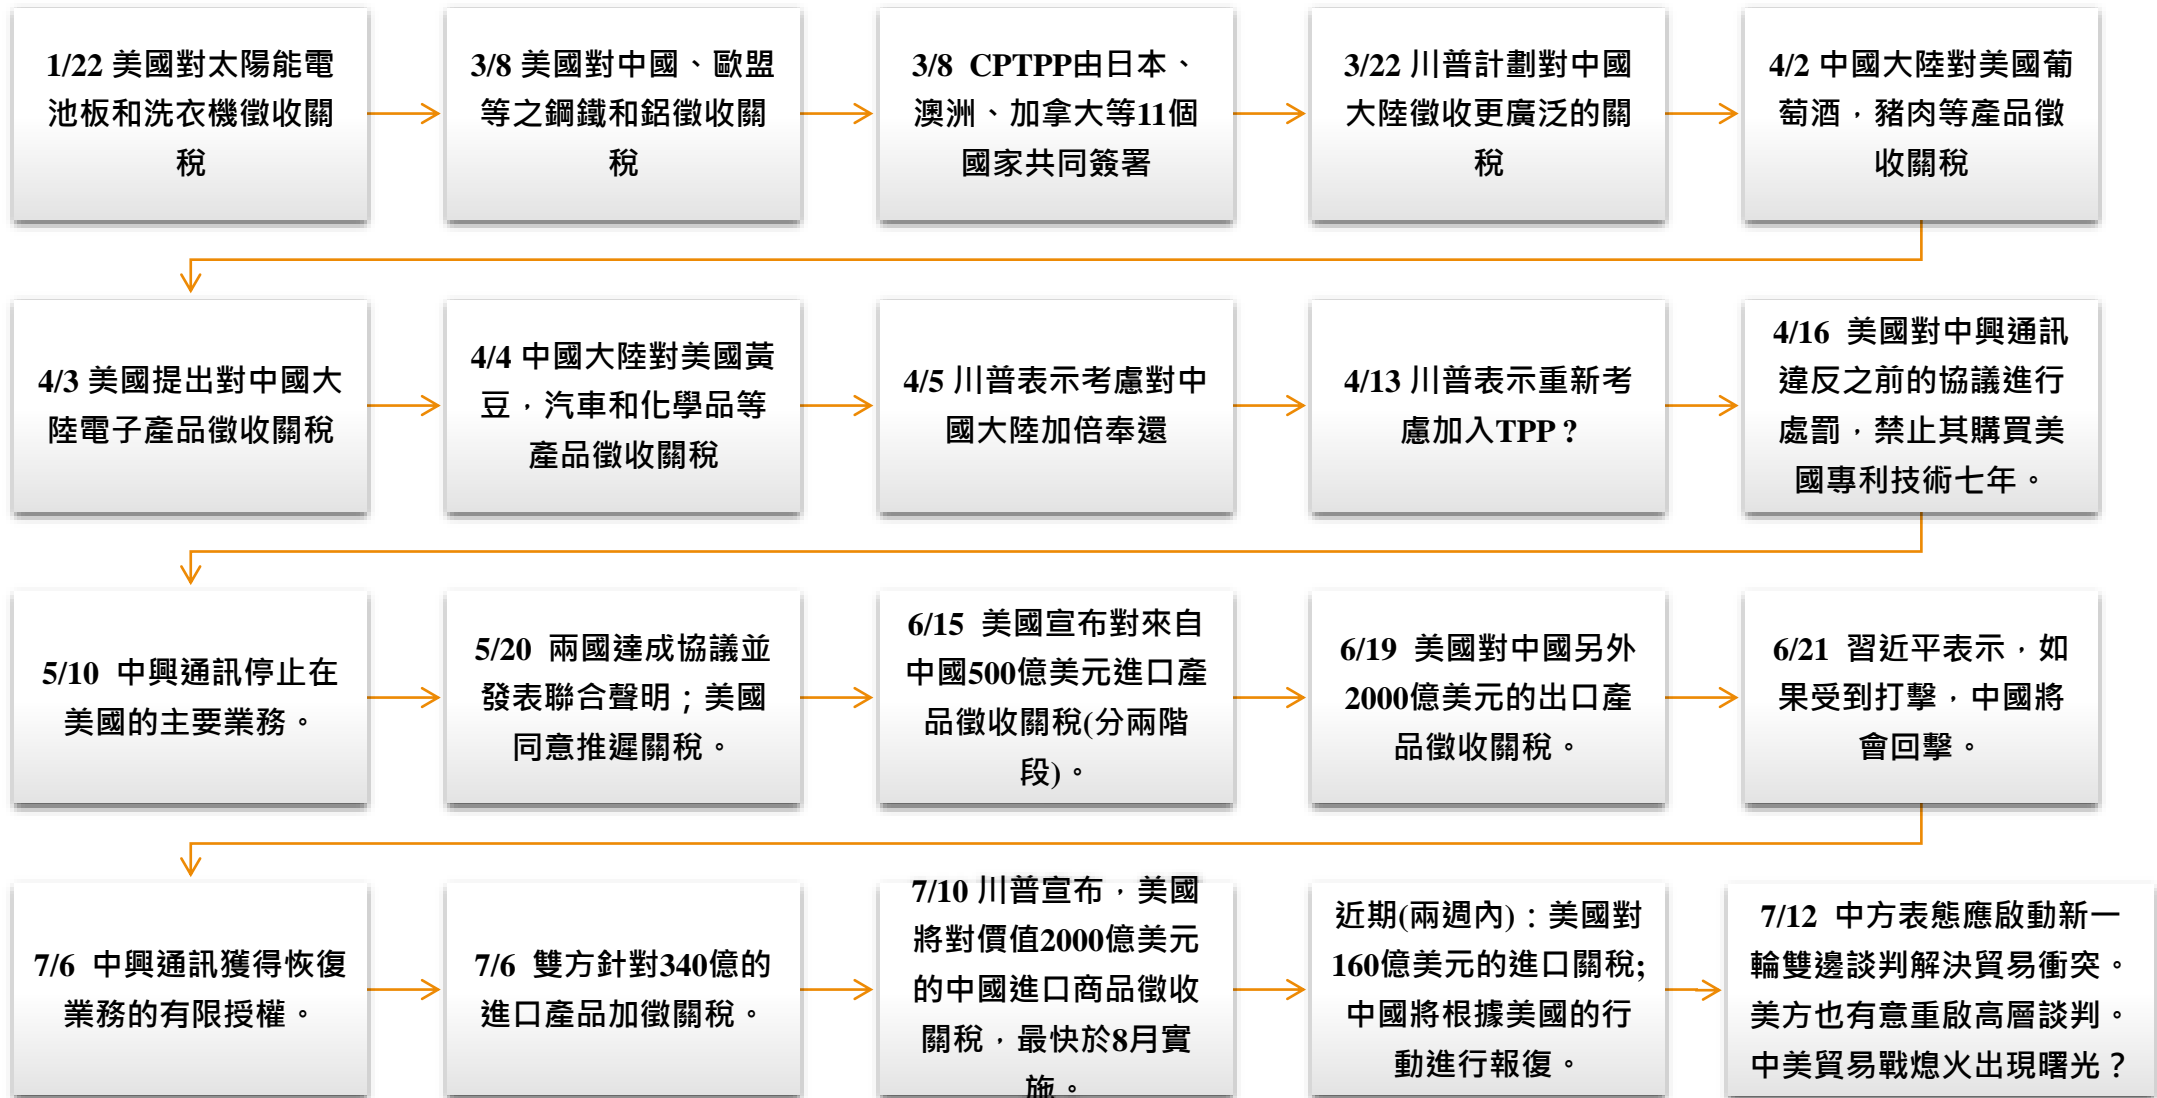 1/22 美國對太陽能電
池板和洗衣機徵收關
稅
3/8 美國對中國、歐盟
等之鋼鐵和鋁徵收關
稅
3/8 CPTPP由日本、
澳洲、加拿大等11個
國家共同簽署
3/22 川普計劃對中國
大陸徵收更廣泛的關
稅
4/2 中國大陸對美國葡
萄酒，豬肉等產品徵
收關稅
4/3 美國提出對中國大
陸電子產品徵收關稅
4/4 中國大陸對美國黃
豆，汽車和化學品等
產品徵收關稅
4/5 川普表示考慮對中
國大陸加倍奉還
4/13 川普表示重新考
慮加入TPP？
4/16 美國對中興通訊
違反之前的協議進行
處罰，禁止其購買美
國專利技術七年。
5/10 中興通訊停止在
美國的主要業務。
5/20 兩國達成協議並
發表聯合聲明；美國
同意推遲關稅。
6/15 美國宣布對來自
中國500億美元進口產
品徵收關稅(分兩階
段)。
6/19 美國對中國另外
2000億美元的出口產
品徵收關稅。
6/21 習近平表示，如
果受到打擊，中國將
會回擊。
7/6 中興通訊獲得恢復
業務的有限授權。
7/6 雙方針對340億的
進口產品加徵關稅。
7/10 川普宣布，美國
將對價值2000億美元
的中國進口商品徵收
關稅，最快於8月實
施。
近期(兩週內)：美國對
160億美元的進口關稅;
中國將根據美國的行
動進行報復。
7/12 中方表態應啟動新一
輪雙邊談判解決貿易衝突。
美方也有意重啟高層談判。
中美貿易戰熄火出現曙光？